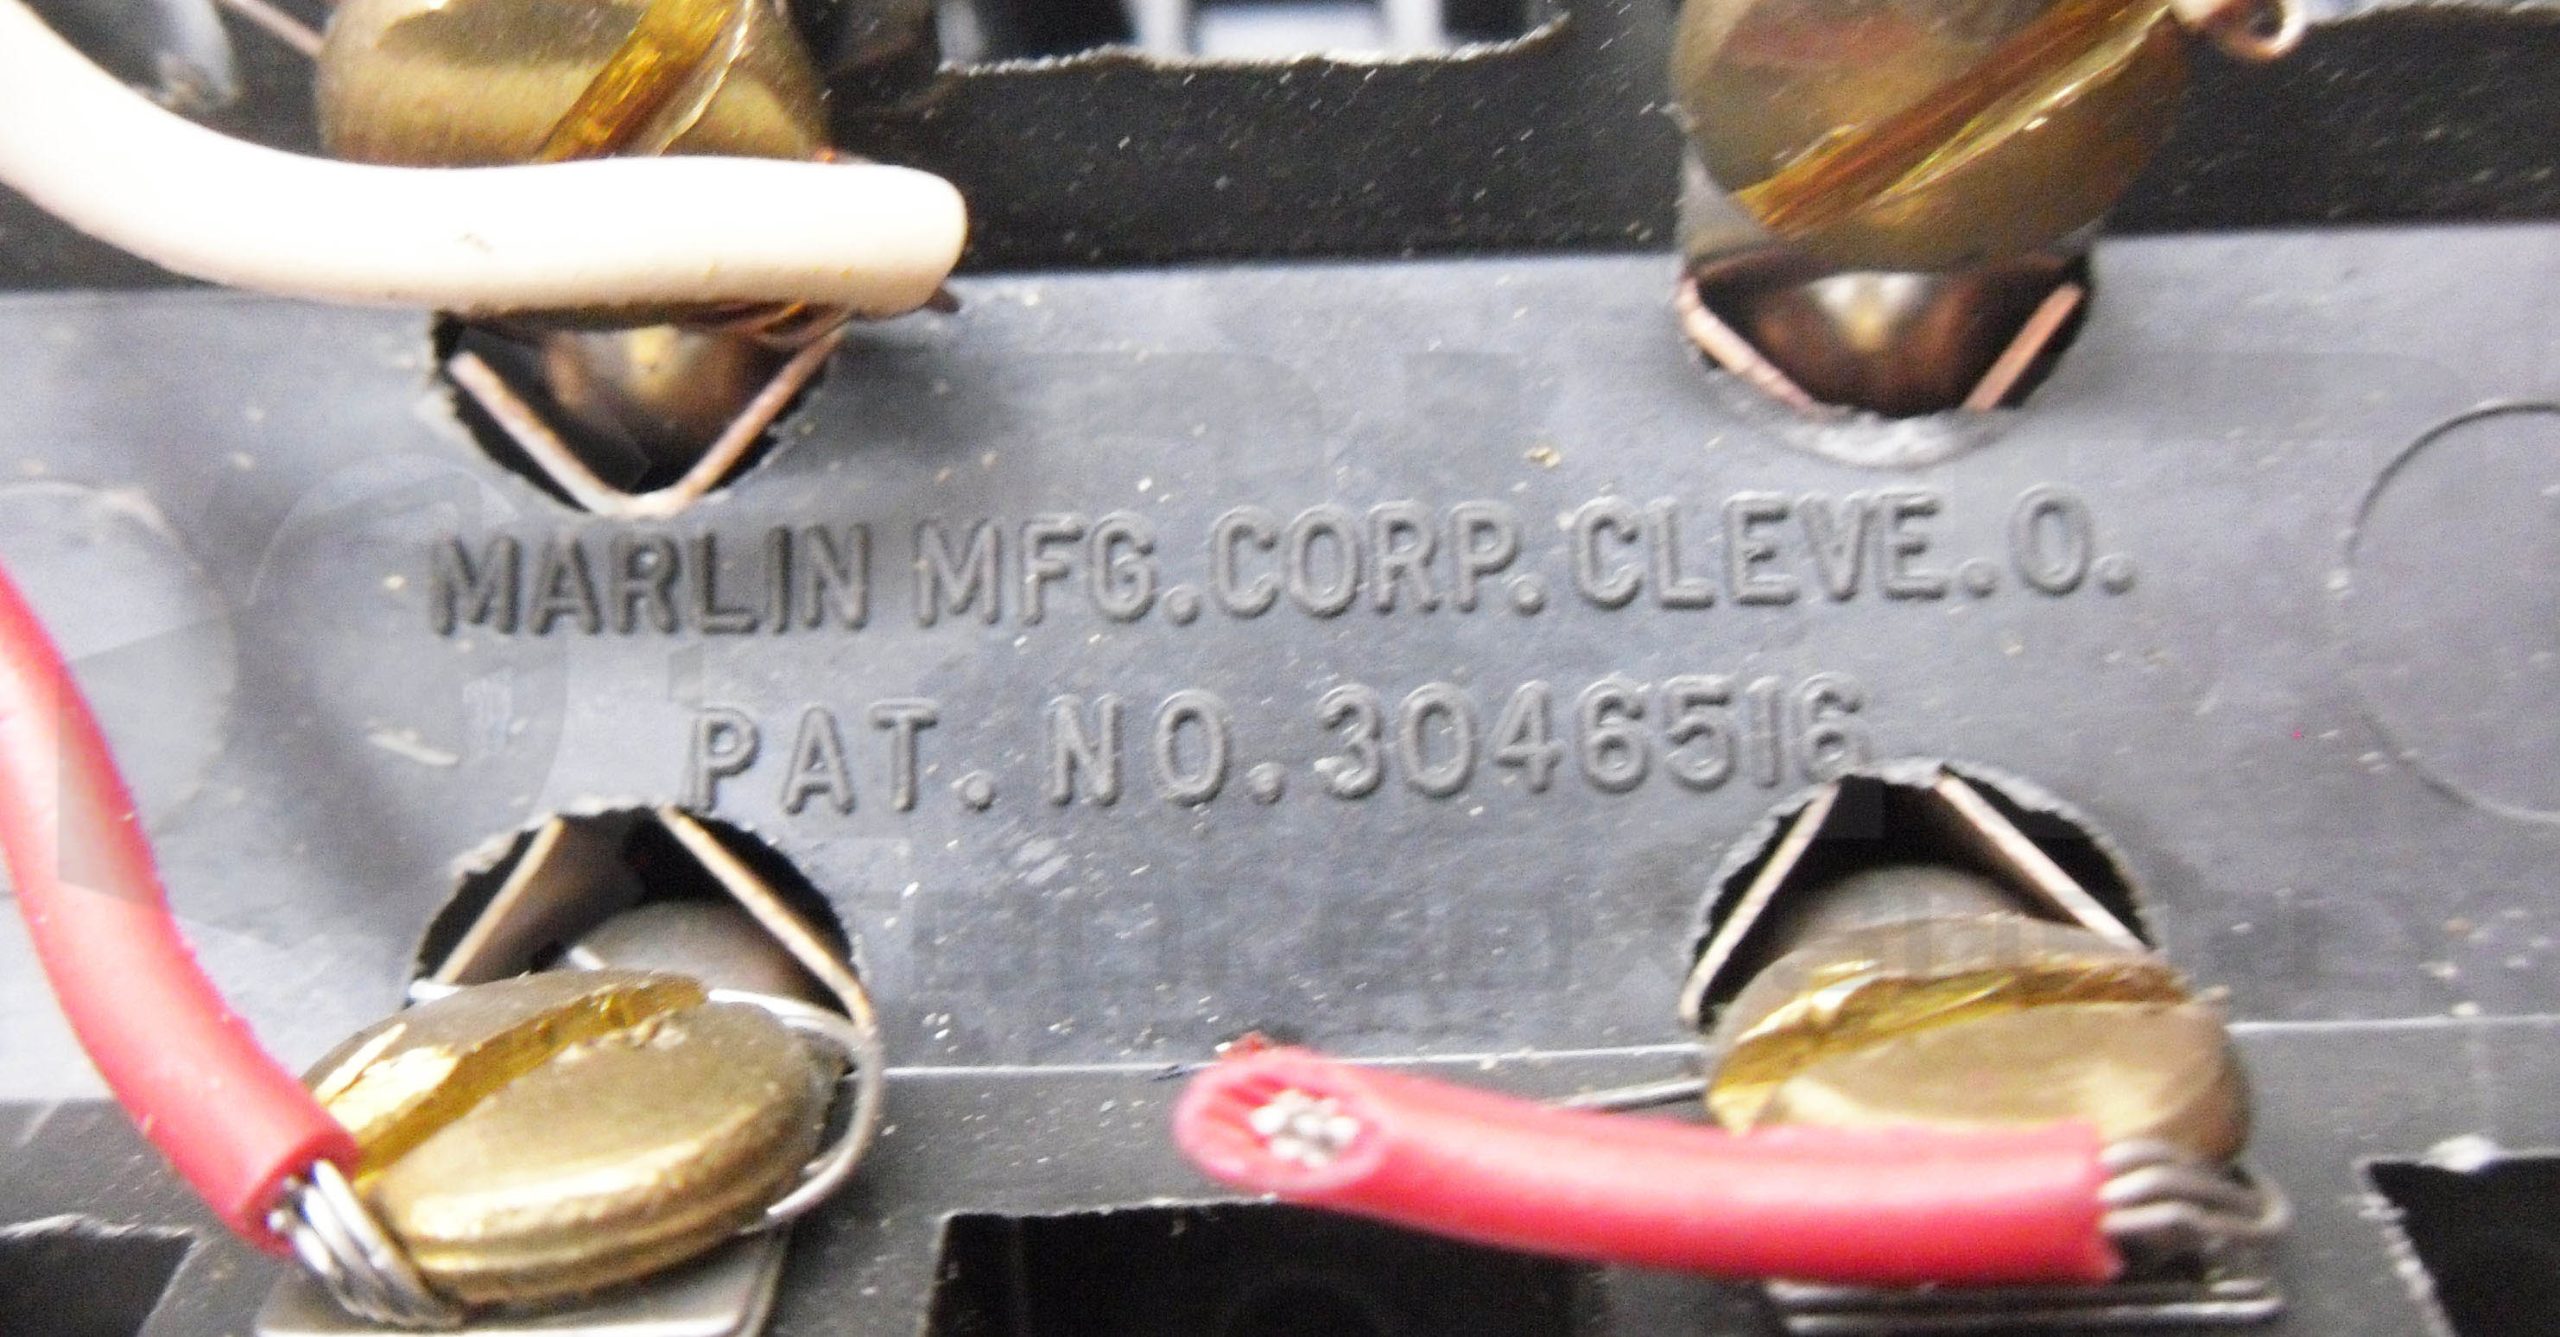 MARLIN MFG. CORP. CLEVE. O.
PAT. NO. 3046516